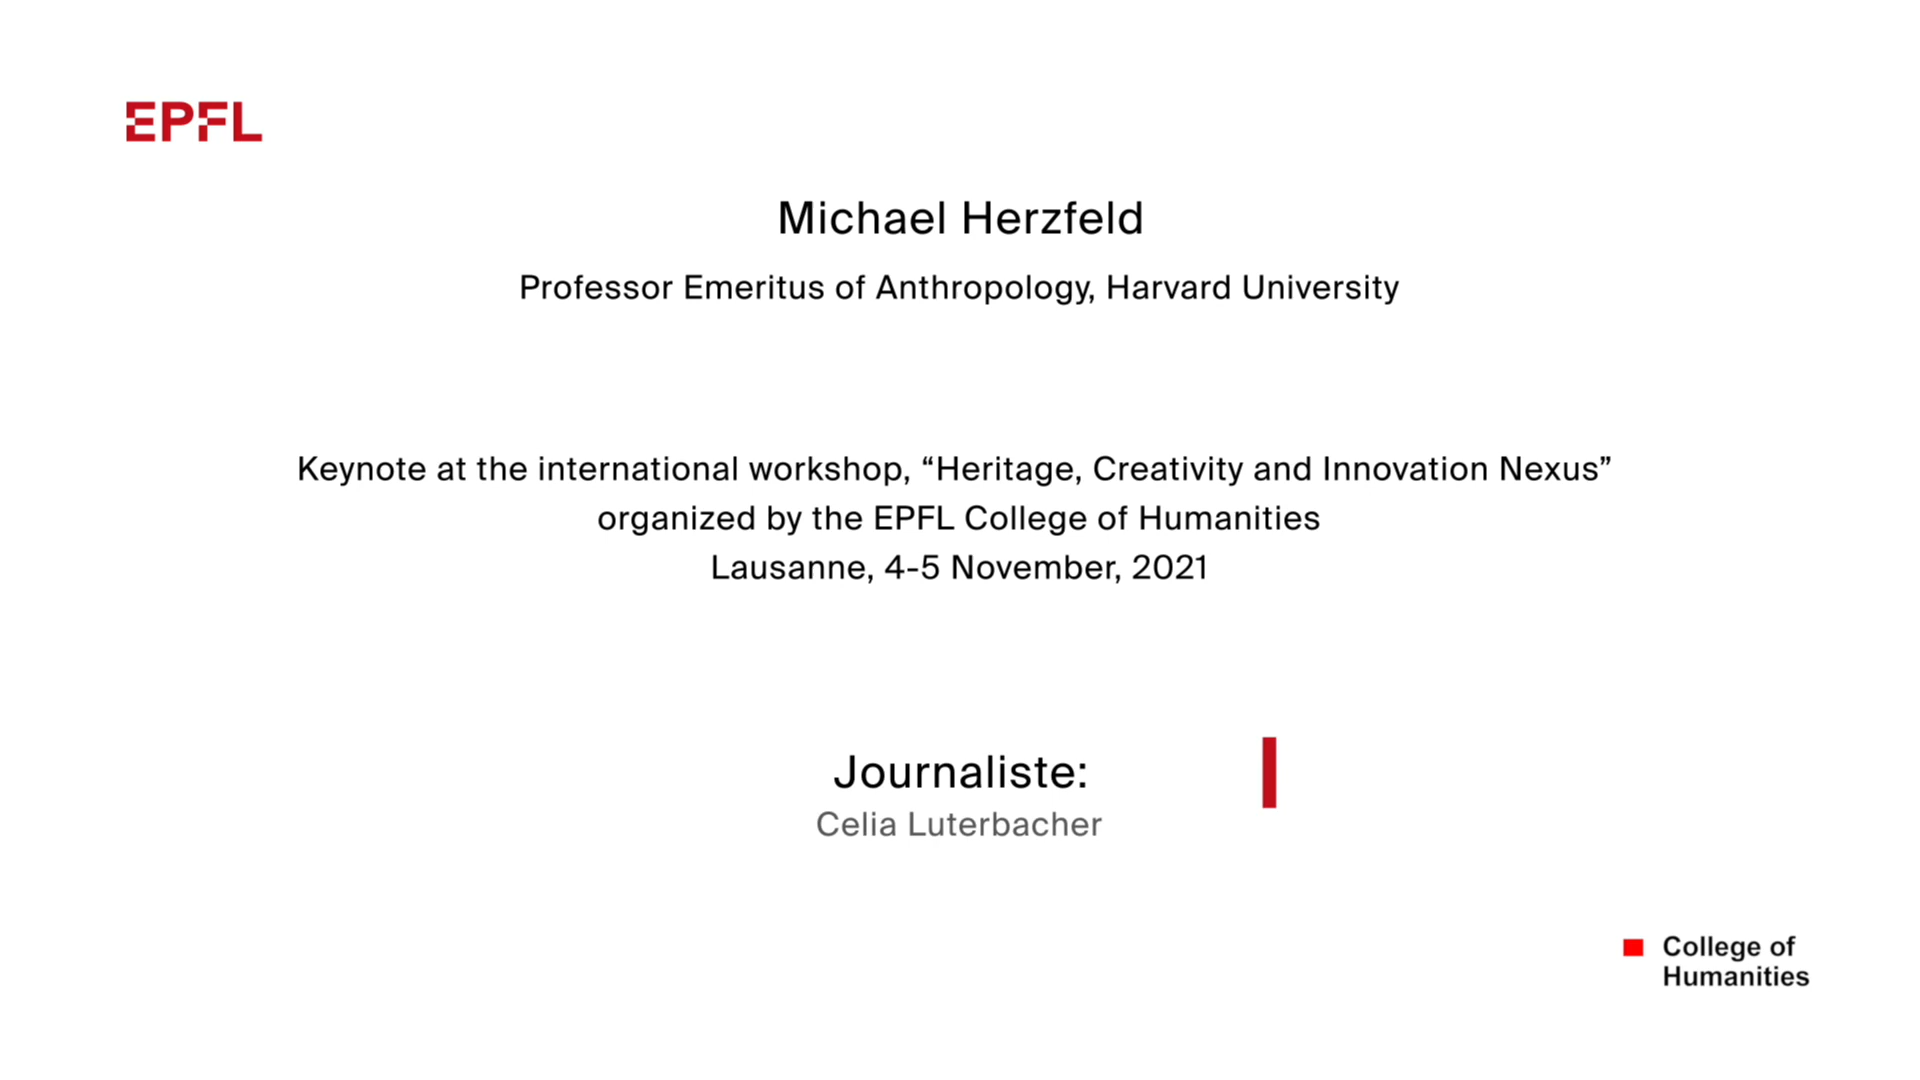 EPFL
Michael Herzfeld
Professor Emeritus of Anthropology, Harvard University
Keynote at the international workshop, “Heritage, Creativity and Innovation Nexus”
organized by the EPFL College of Humanities
Lausanne, 4-5 November, 2021
Journaliste:
Celia Luterbacher
College of
Humanities